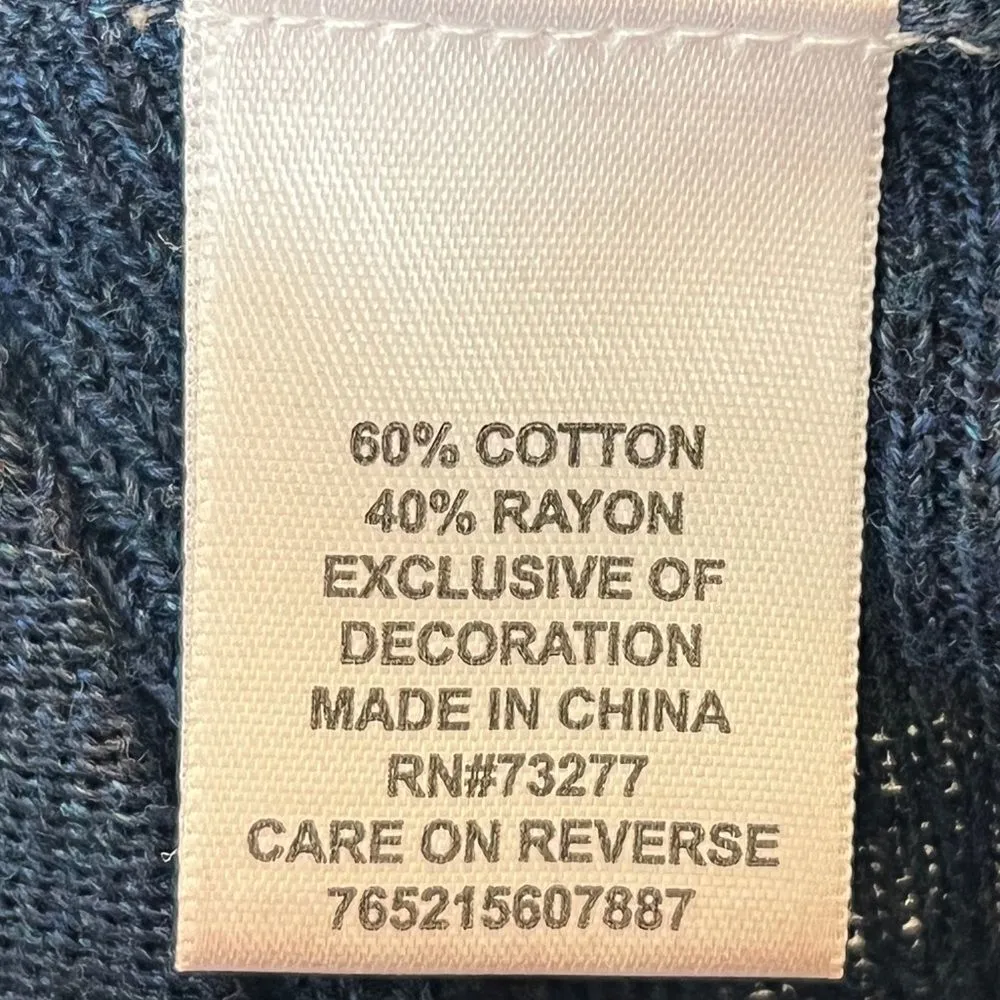 60% COTTON
40% RAYON
EXCLUSIVE OF
DECORATION
MADE IN CHINA
RN#73277
CARE ON REVERSE
765215607887